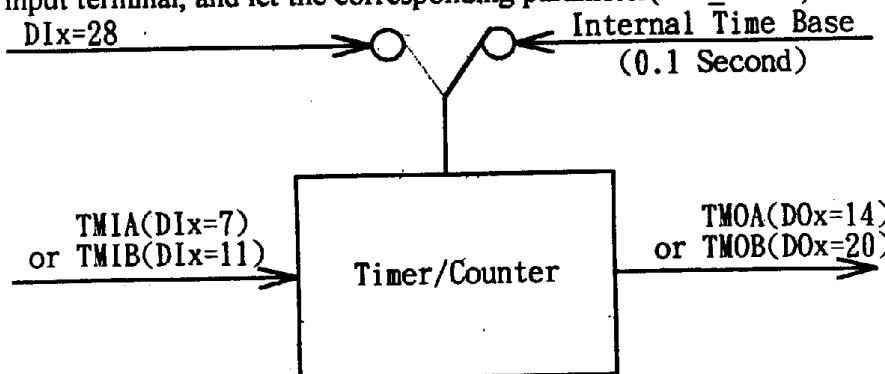 input terminal, and let the corresponding parameter(
DIx=28
Internal Time Base
(0.1 Second)
TMIA(DIx=7)
or TMIB(DIx=11)
Timer/Counter
TMOA(DOx=14)
or TMOB(DOx=20)